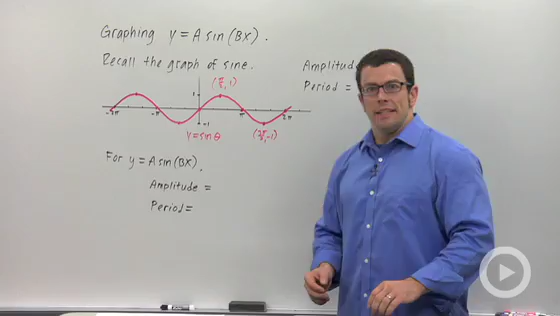 Graphing y = A sin(Bx).
Recall the graph of sine.
Amplitude
Period =
(π/2, 1)
1
-2π -π π 2π
-1
y = sin θ
(3π/2, -1)
For y = A sin(Bx),
Amplitude =
Period =